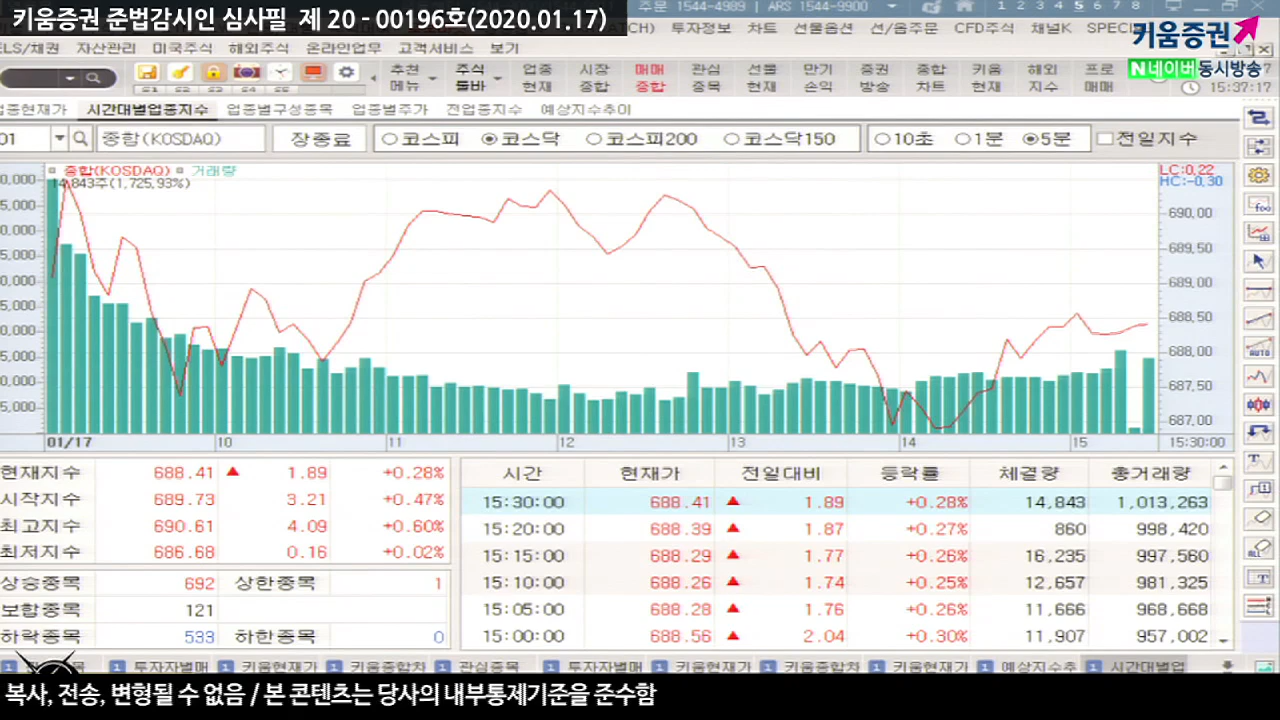 키움증권 준법감시인 심사필 제 20 - 00196호(2020.01.17)
주문 1544-4989 | ARS 1544-9900
1 2 3 4 5 6 7 8
투자정보 차트 선물옵션 선/옵주문 CFD주식 채널K
키움증권
ELS/채권 자산관리 미국주식 해외주식 온라인업무 고객서비스 보기
N네이버 동시방송
추천 메뉴 주식 툴바 업종 현재 시장 종합 매매 종합 관심 종목 선물 현재 만기 손익 증권 방송 종합 차트 키움 현재 해외 지수 프로 매매
15:37:17
업종현재가 시간대별업종지수 업종별구성종목 업종별주가 전업종지수 예상지수추이
01 종합(KOSDAQ) 장종료 코스피 코스닥 코스피200 코스닥150 10초 1분 5분 전일지수
종합(KOSDAQ) 거래량
14,843주(1,725,93%)
LC:0,22
HC:-0,30
690,00
689,50
689,00
688,50
688,00
687,50
687,00
01/17 10 11 12 13 14 15 15:30:00
현재지수 688.41 ▲ 1.89 +0.28%
시작지수 689.73 3.21 +0.47%
최고지수 690.61 4.09 +0.60%
최저지수 686.68 0.16 +0.02%
상승종목 692 상한종목 1
보합종목 121
하락종목 533 하한종목 0
시간 현재가 전일대비 등락률 체결량 총거래량
15:30:00 688.41 ▲ 1.89 +0.28% 14,843 1,013,263
15:20:00 688.39 ▲ 1.87 +0.27% 860 998,420
15:15:00 688.29 ▲ 1.77 +0.26% 16,235 997,560
15:10:00 688.26 ▲ 1.74 +0.25% 12,657 981,325
15:05:00 688.28 ▲ 1.76 +0.26% 11,666 968,668
15:00:00 688.56 ▲ 2.04 +0.30% 11,907 957,002
1 투자자별매 1 키움현재가 1 키움종합차 1 관심종목 1 투자자별매 1 키움현재가 1 키움종합차 1 키움현재가 1 예상지수추 1 시간대별업
복사, 전송, 변형될 수 없음 / 본 콘텐츠는 당사의 내부통제기준을 준수함